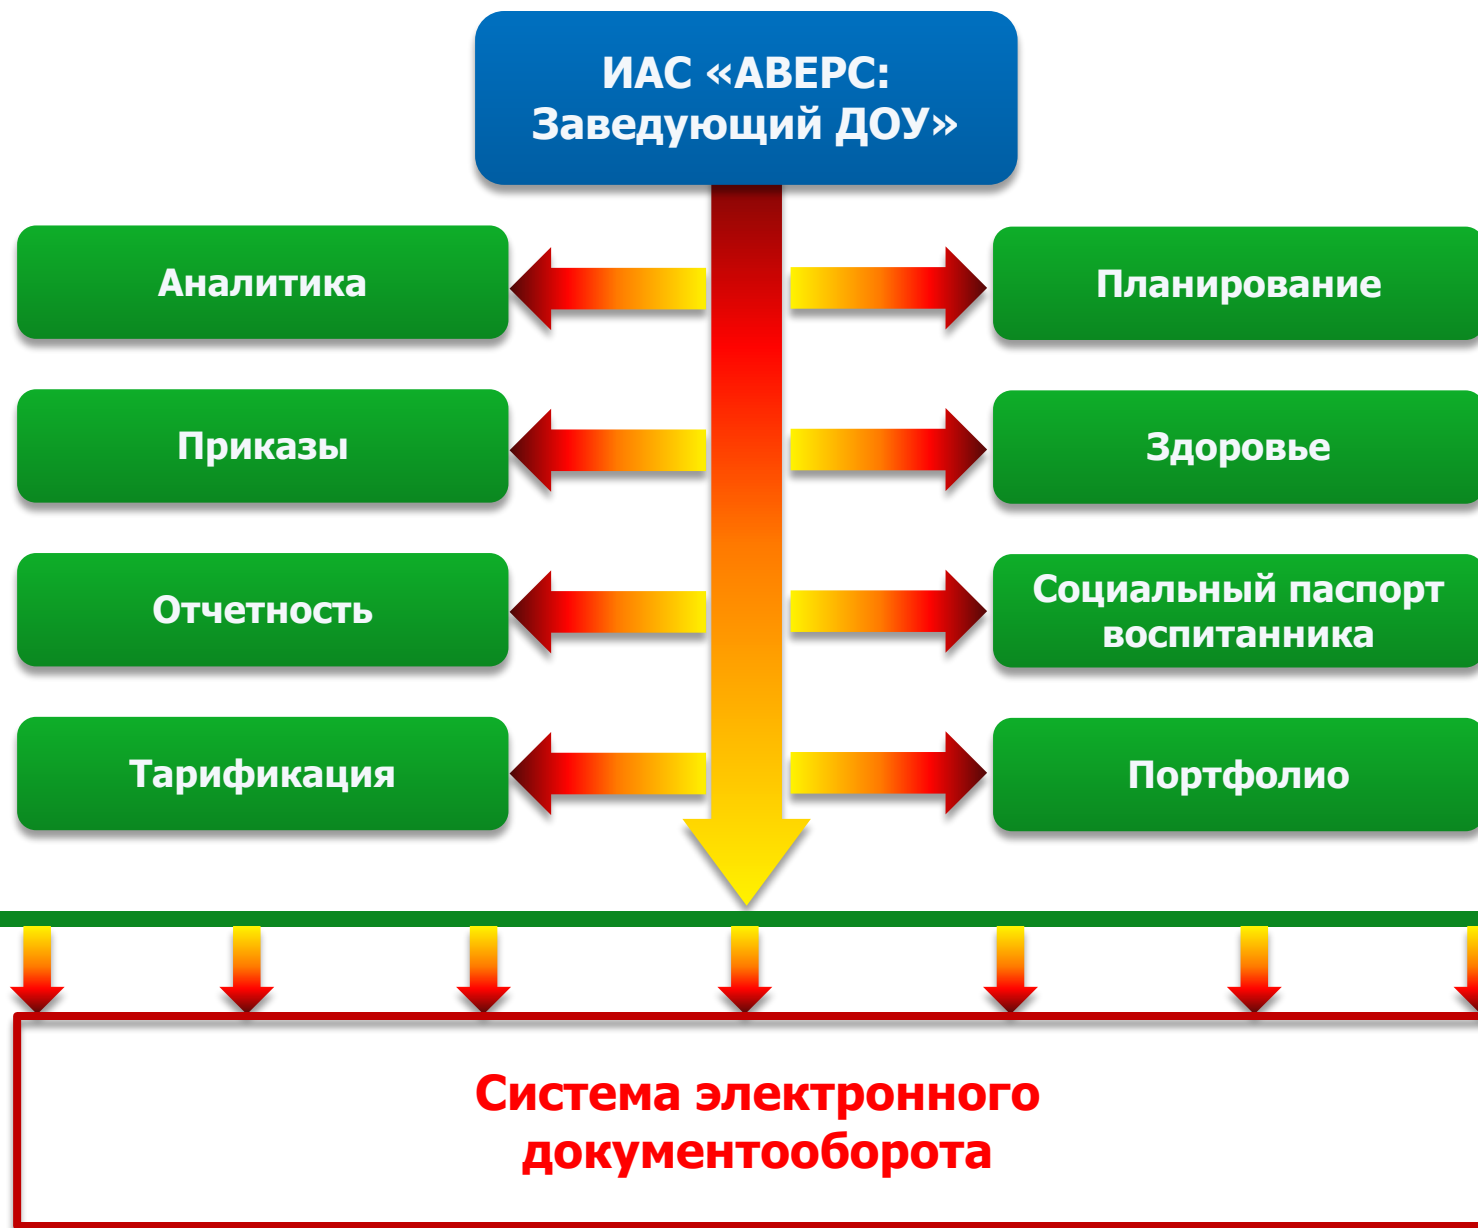 ИАС «АВЕРС:
Заведующий ДОУ»
Аналитика
Планирование
Приказы
Здоровье
Отчетность
Социальный паспорт
воспитанника
Тарификация
Портфолио
Система электронного
документооборота